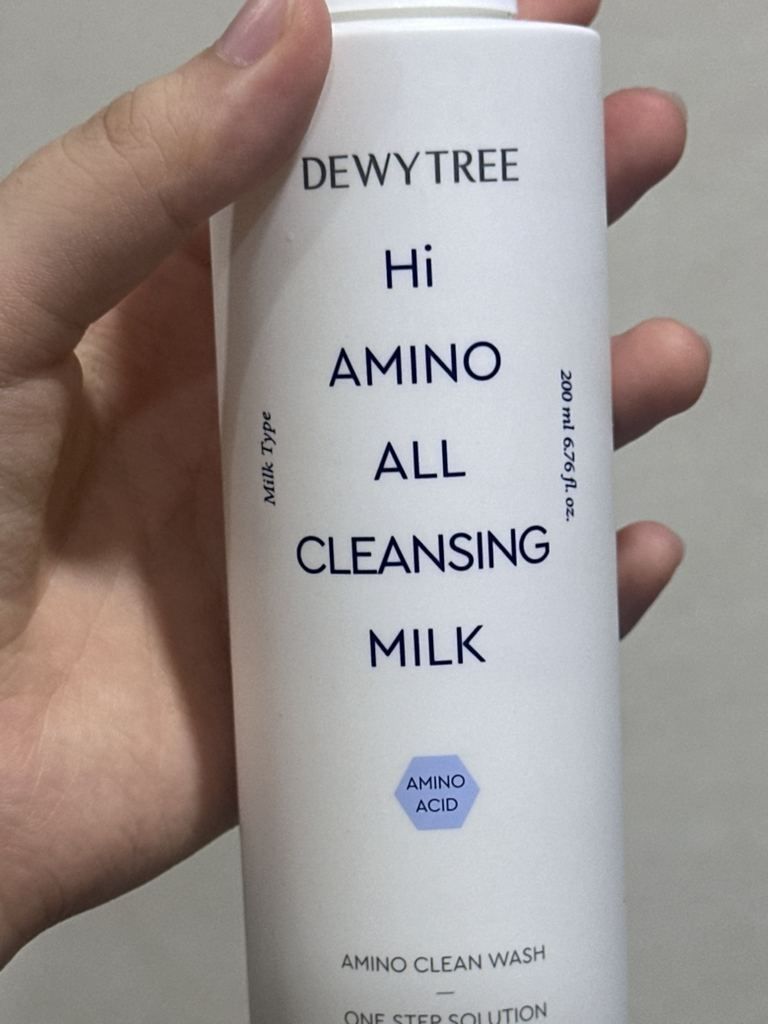 DEWYTREE
Hi
AMINO
ALL
CLEANSING
MILK
Milk Type
200 ml 6.76 fl. oz.
AMINO
ACID
AMINO CLEAN WASH
—
ONE STEP SOLUTION